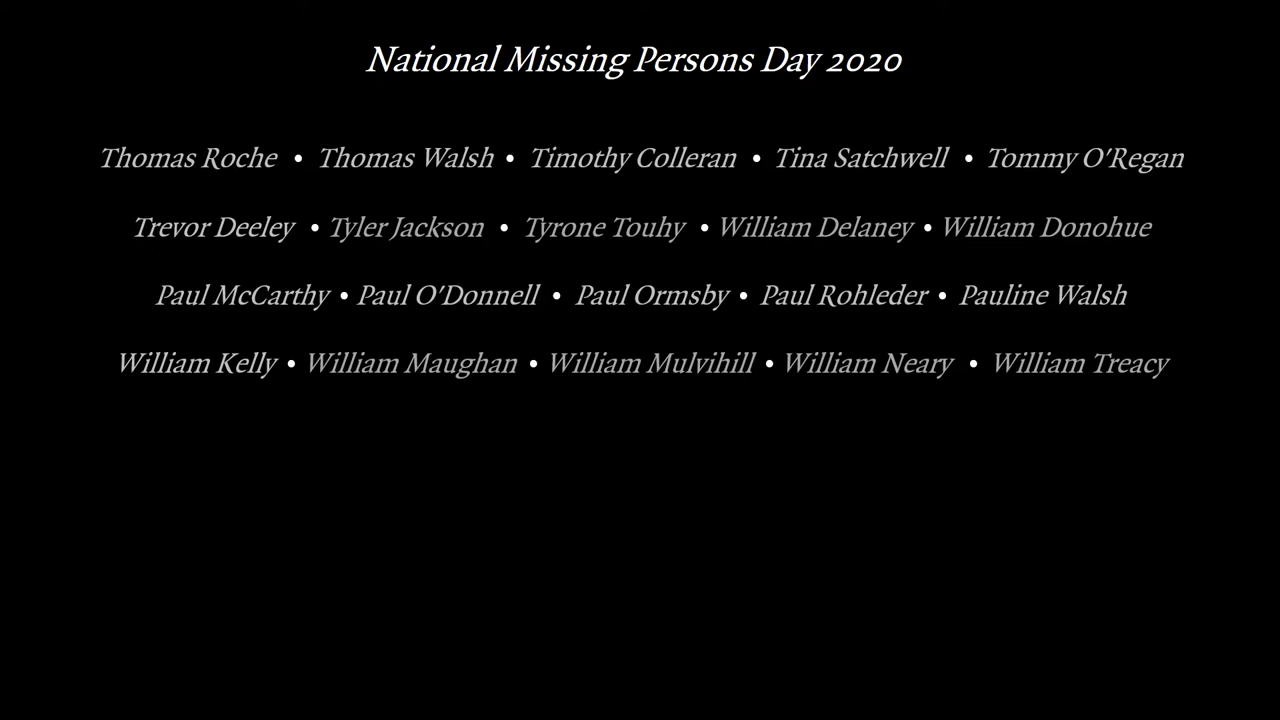 National Missing Persons Day 2020
Thomas Roche • Thomas Walsh • Timothy Colleran • Tina Satchwell • Tommy O'Regan
Trevor Deeley • Tyler Jackson • Tyrone Touhy • William Delaney • William Donohue
Paul McCarthy • Paul O'Donnell • Paul Ormsby • Paul Rohleder • Pauline Walsh
William Kelly • William Maughan • William Mulvihill • William Neary • William Treacy